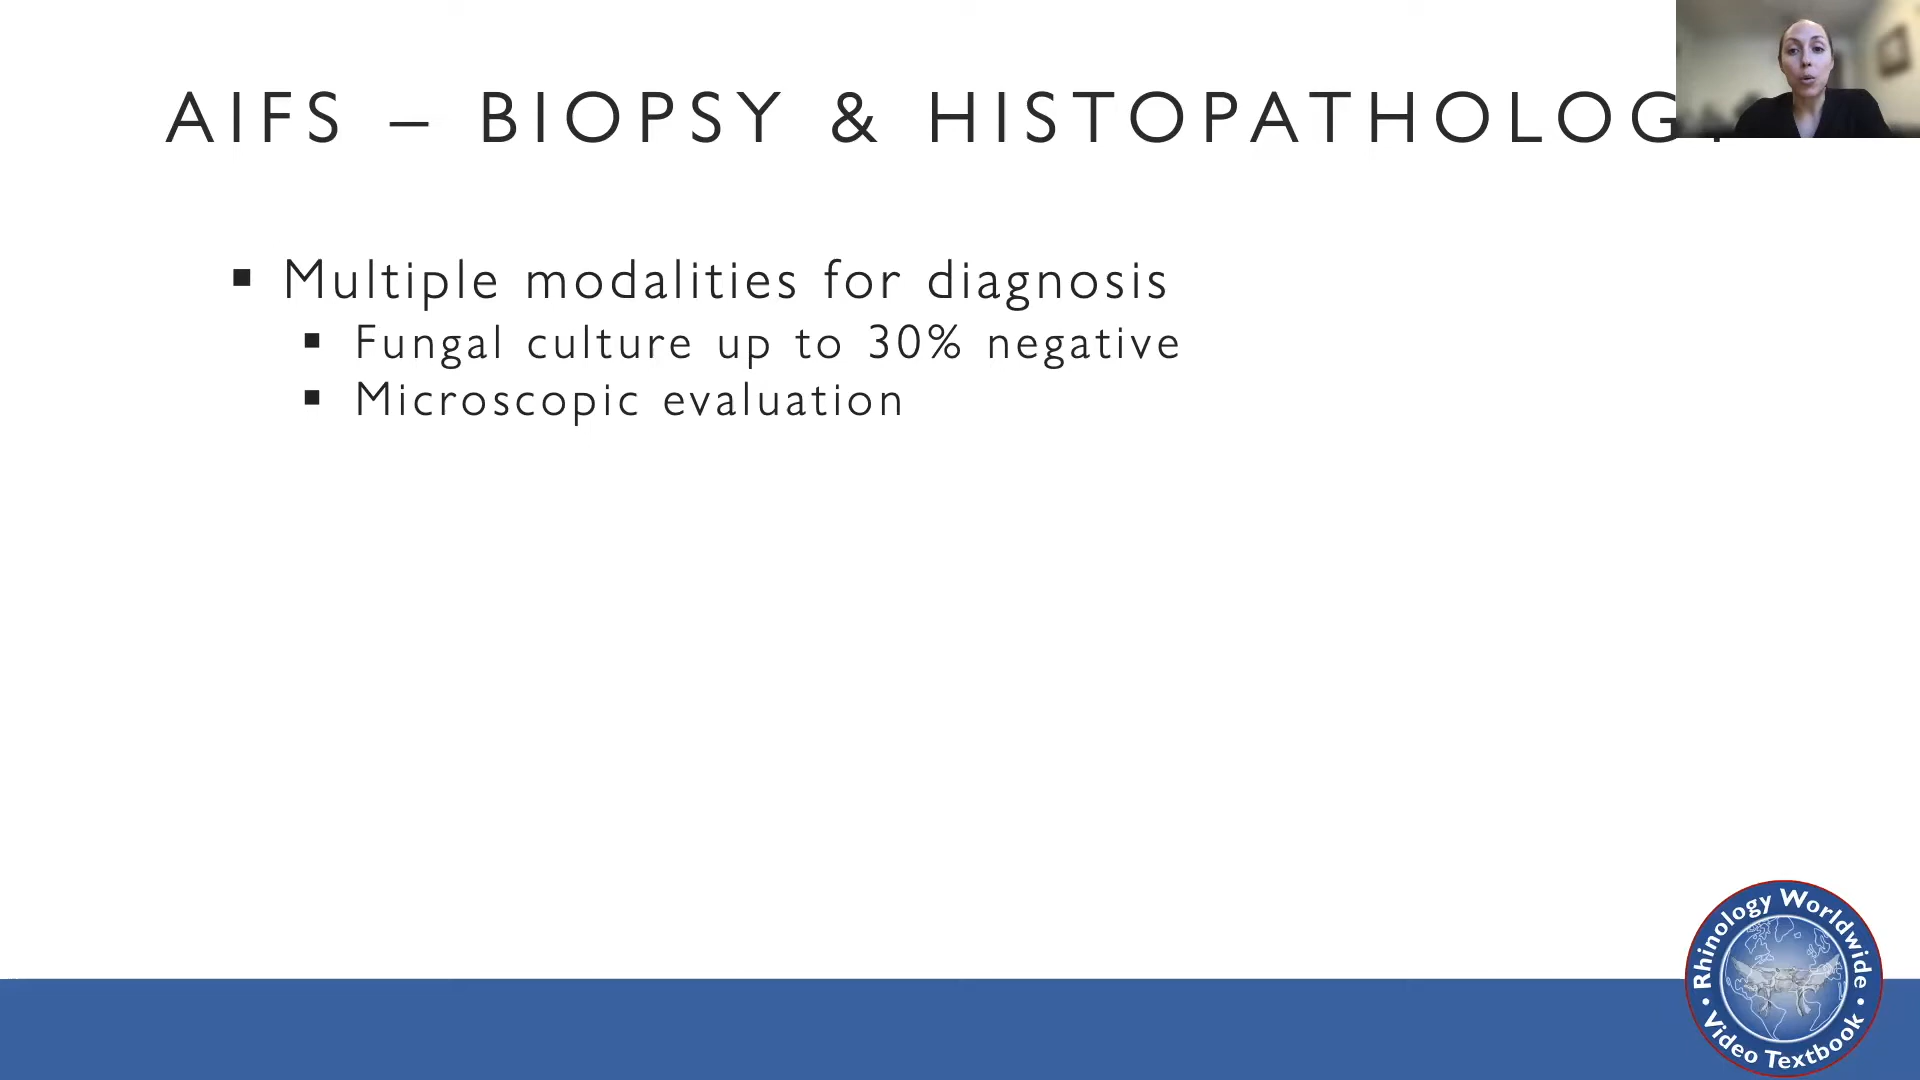 AIFS – BIOPSY & HISTOPATHOLOG
▪ Multiple modalities for diagnosis
▪ Fungal culture up to 30% negative
▪ Microscopic evaluation
Rhinology Worldwide
Video Textbook